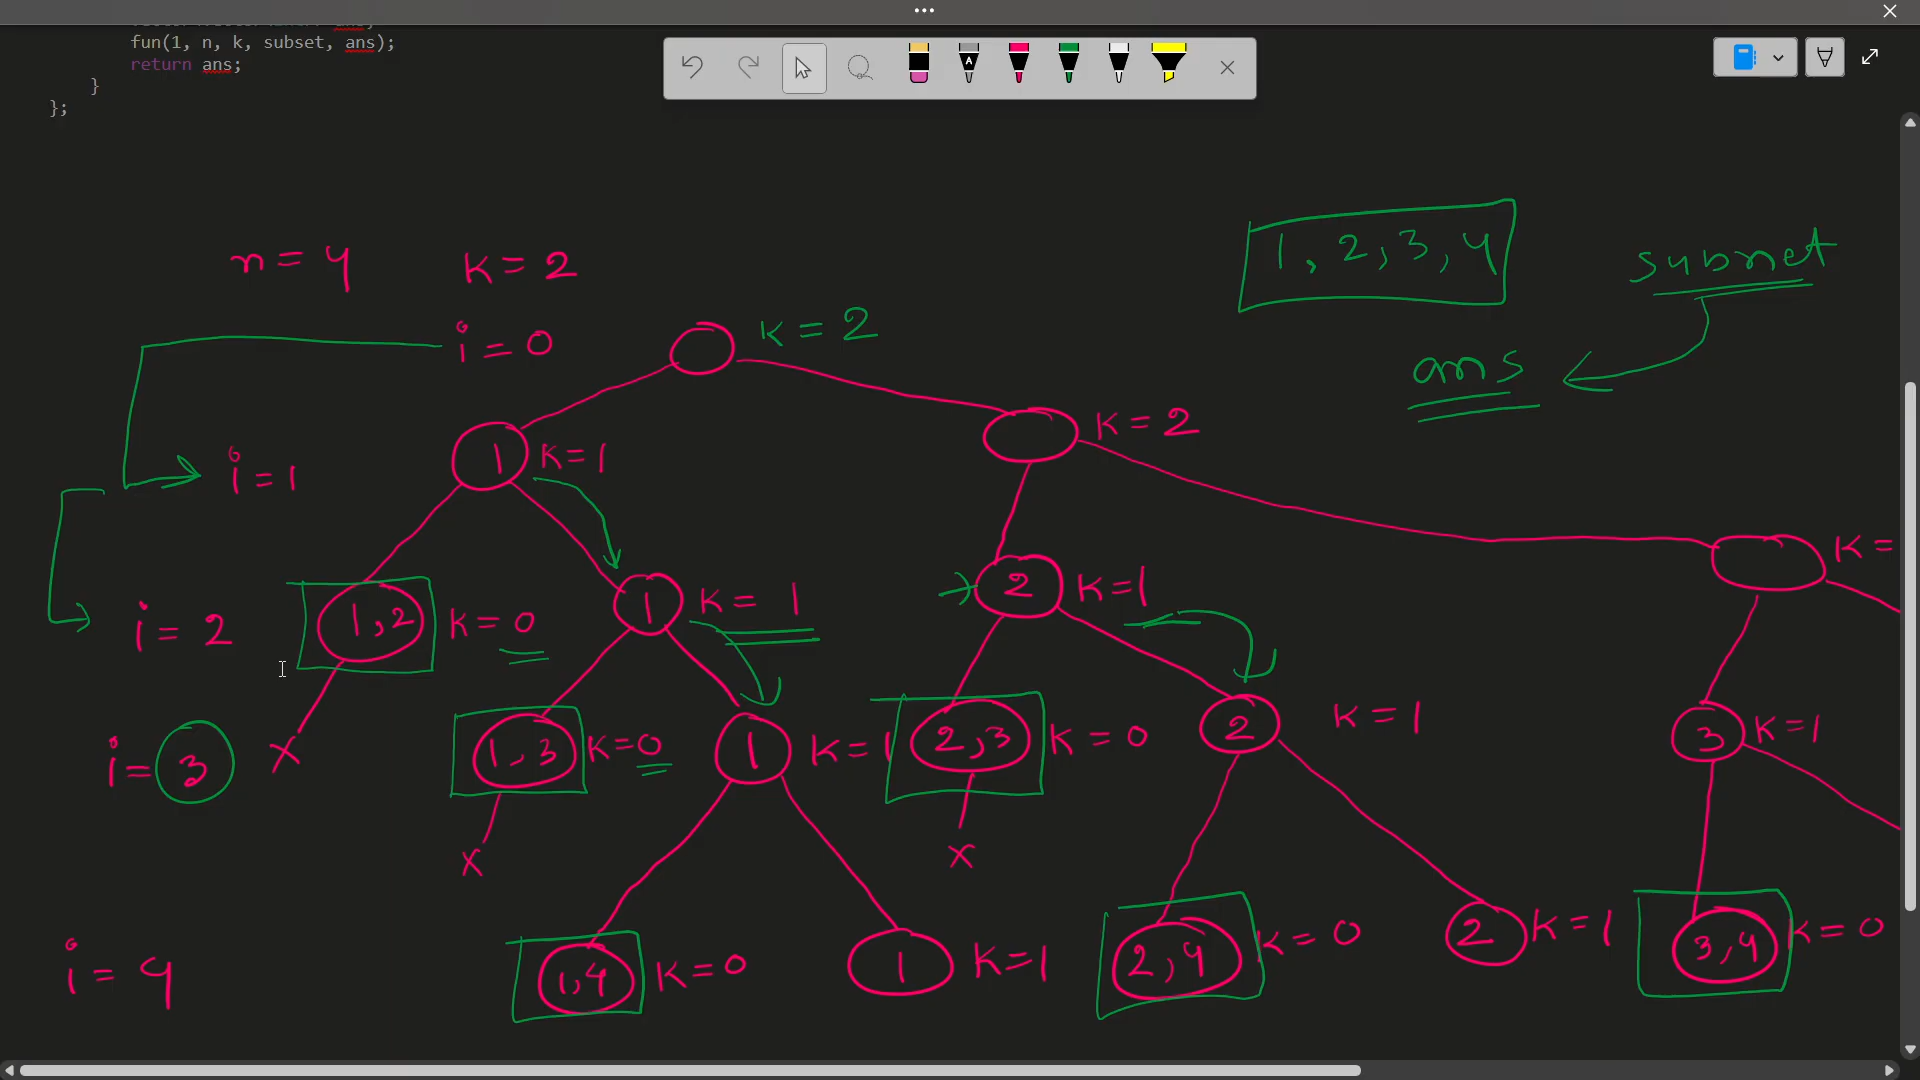 fun(1, n, k, subset, ans);
return ans;
}
};
n = 4 K = 2
1, 2, 3, 4
subnet
ans
i = 0
K = 2
K = 2
i = 1
1 K = 1
K =
i = 2
1,2 K = 0
1 K = 1
2 K = 1
i = 3
X
1,3 K = 0
1 K = 1
2,3 K = 0
2 K = 1
3 K = 1
X
X
i = 4
1,4 K = 0
1 K = 1
2,4 K = 0
2 K = 1
3,4 K = 0